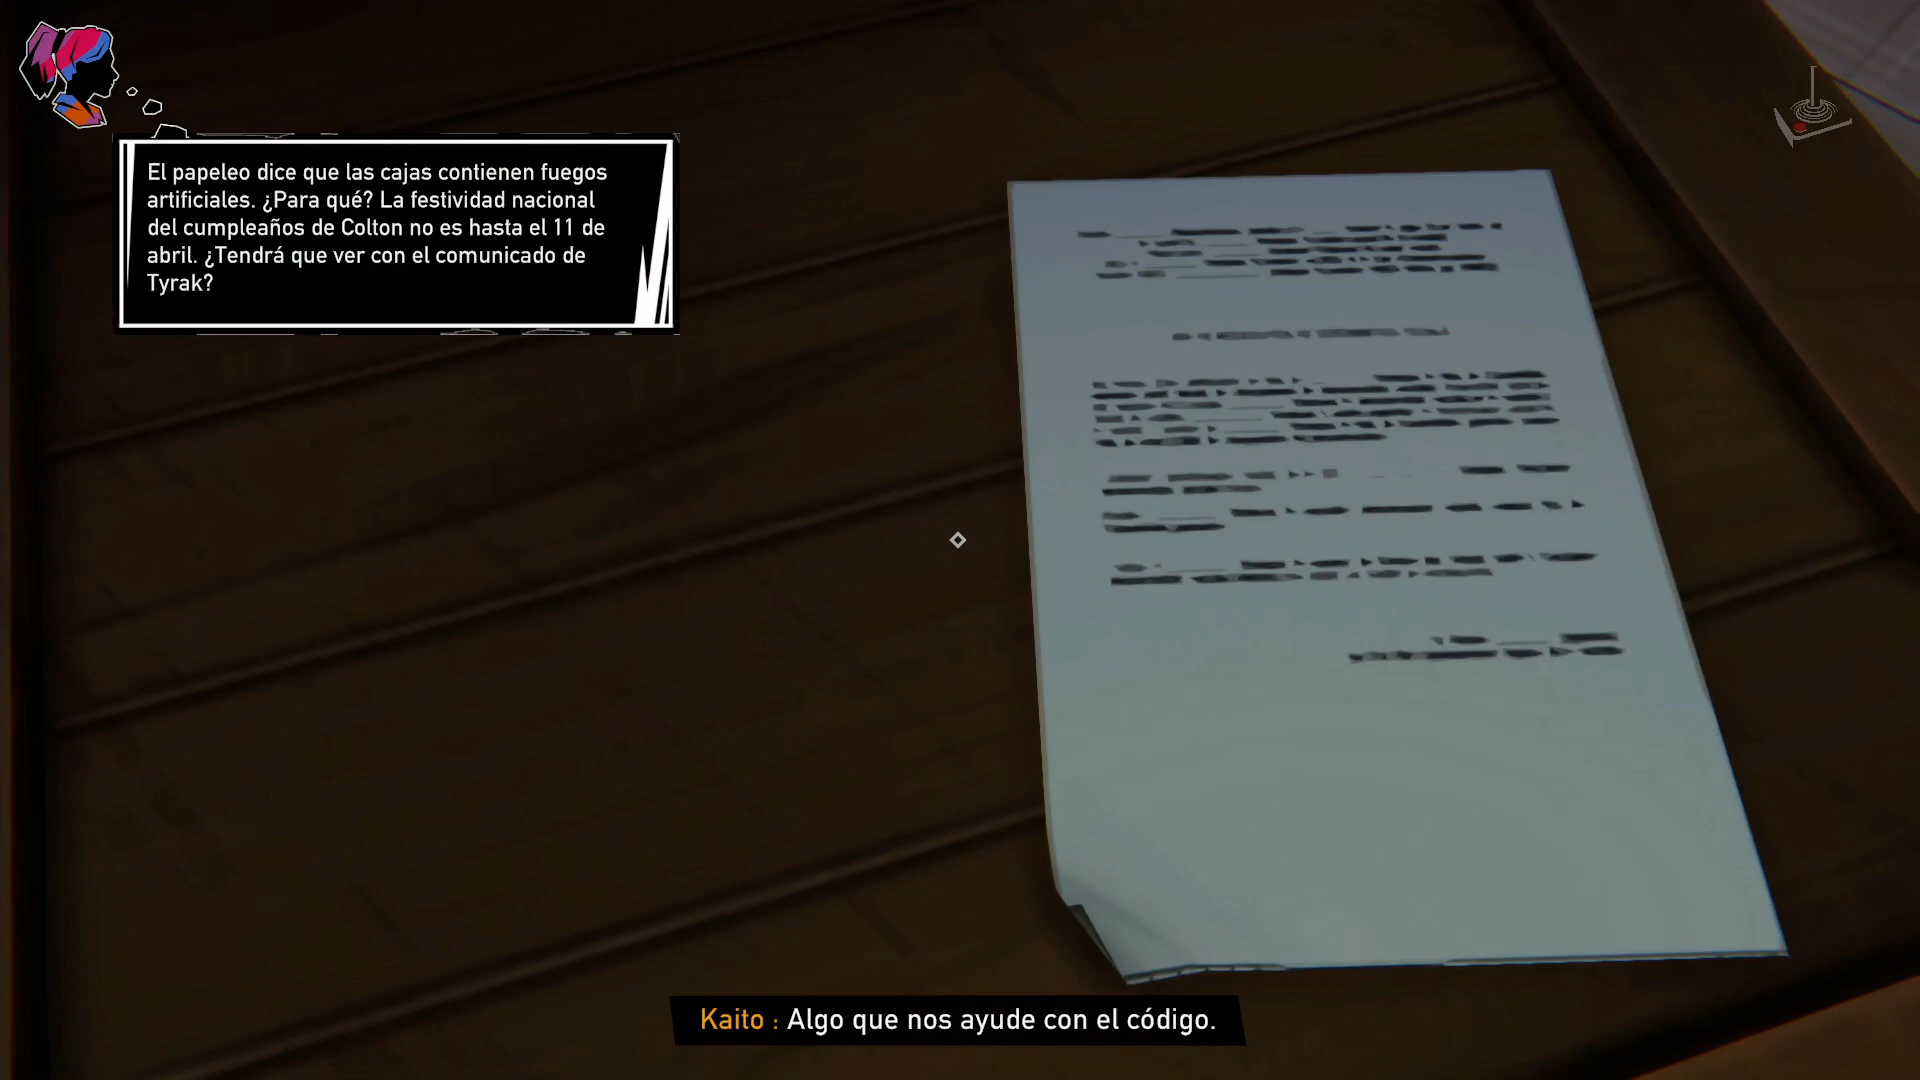 El papeleo dice que las cajas contienen fuegos
artificiales. ¿Para qué? La festividad nacional
del cumpleaños de Colton no es hasta el 11 de
abril. ¿Tendrá que ver con el comunicado de
Tyrak?
Kaito : Algo que nos ayude con el código.